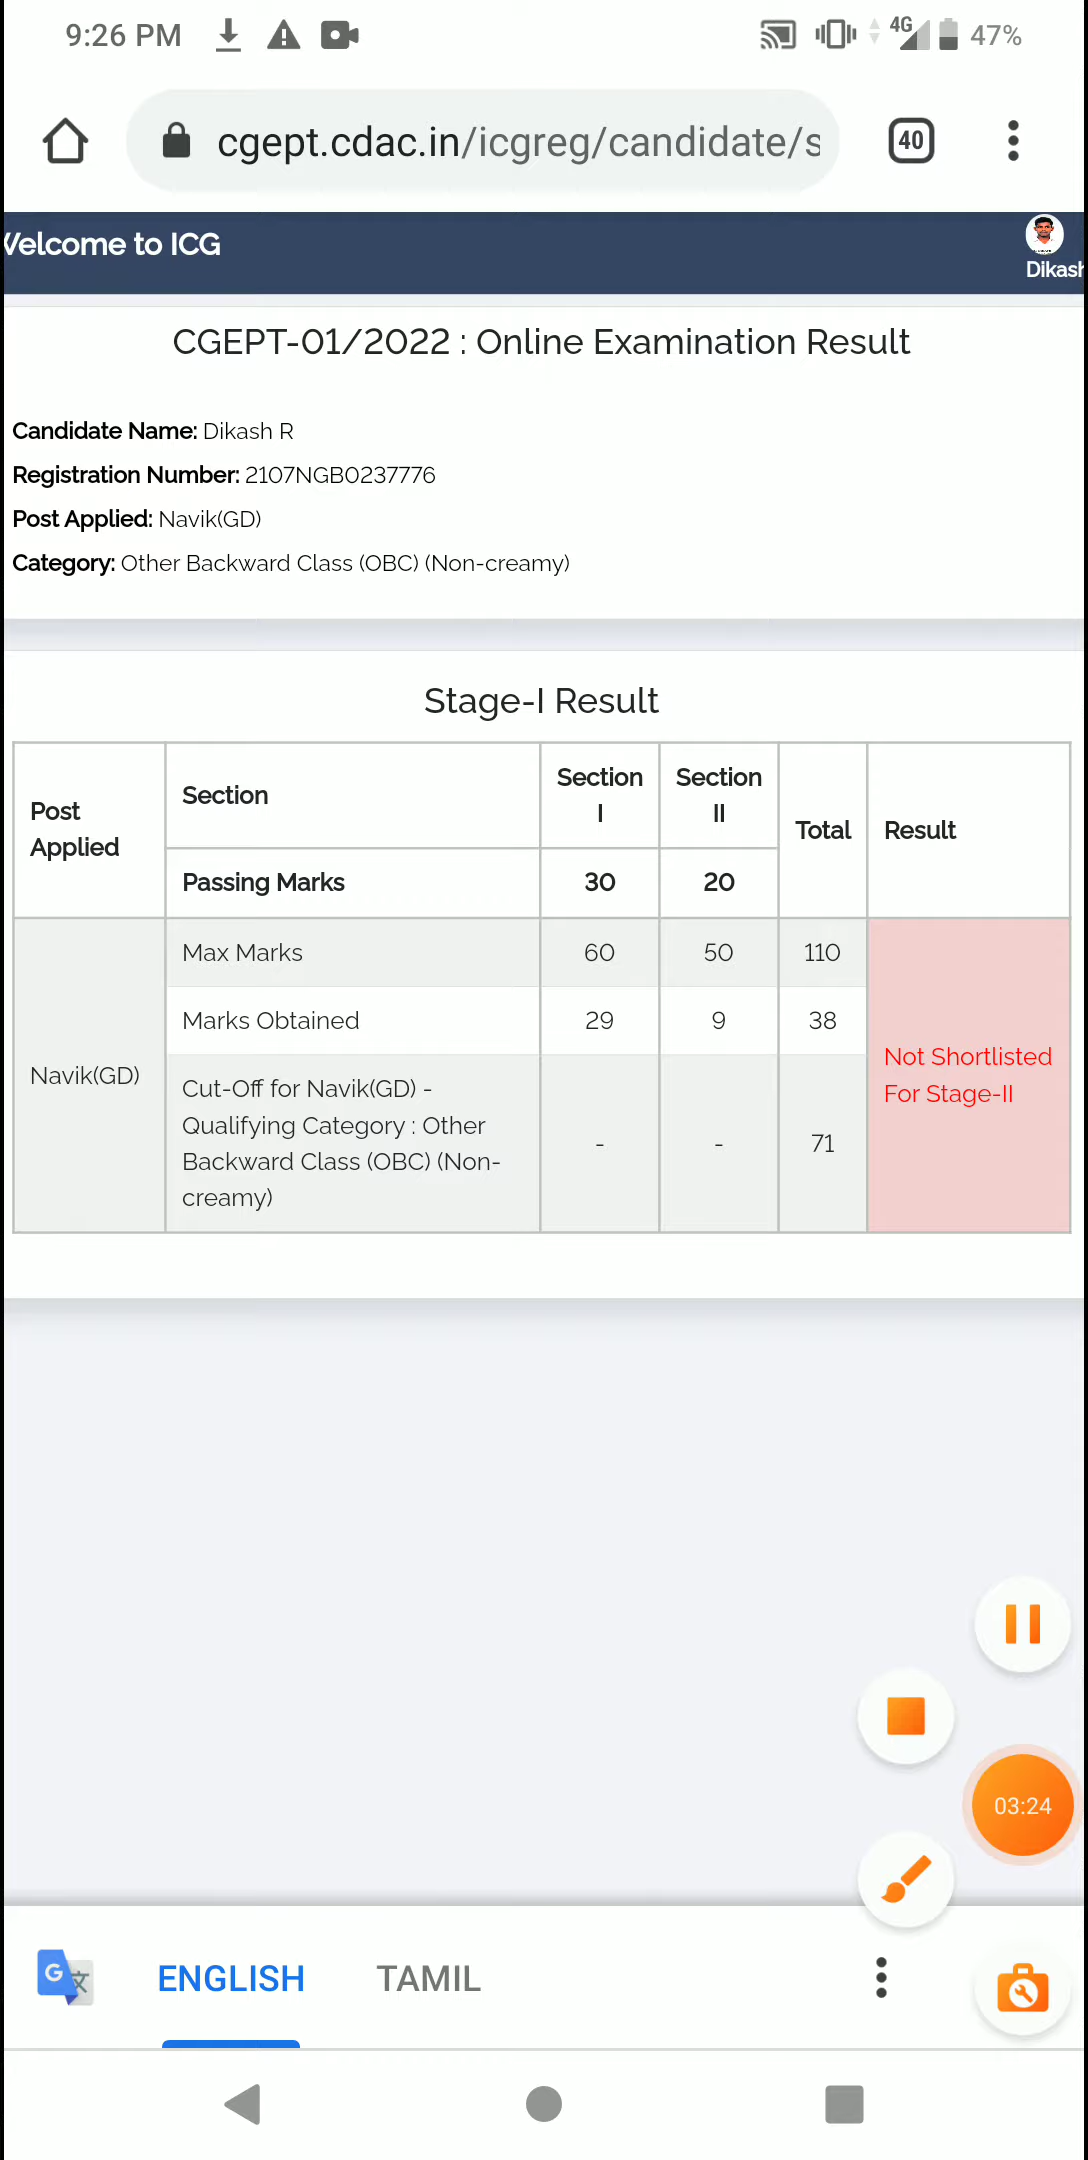 9:26 PM 4G 47%
cgept.cdac.in/icgreg/candidate/s 40
Welcome to ICG
Dikash
CGEPT-01/2022 : Online Examination Result
Candidate Name: Dikash R
Registration Number: 2107NGB0237776
Post Applied: Navik(GD)
Category: Other Backward Class (OBC) (Non-creamy)
Stage-I Result
Post Applied Section Section I Section II Total Result
Passing Marks 30 20
Navik(GD) Max Marks 60 50 110 Not Shortlisted For Stage-II
Marks Obtained 29 9 38
Cut-Off for Navik(GD) - Qualifying Category : Other Backward Class (OBC) (Non-creamy) - - 71
03:24
ENGLISH TAMIL